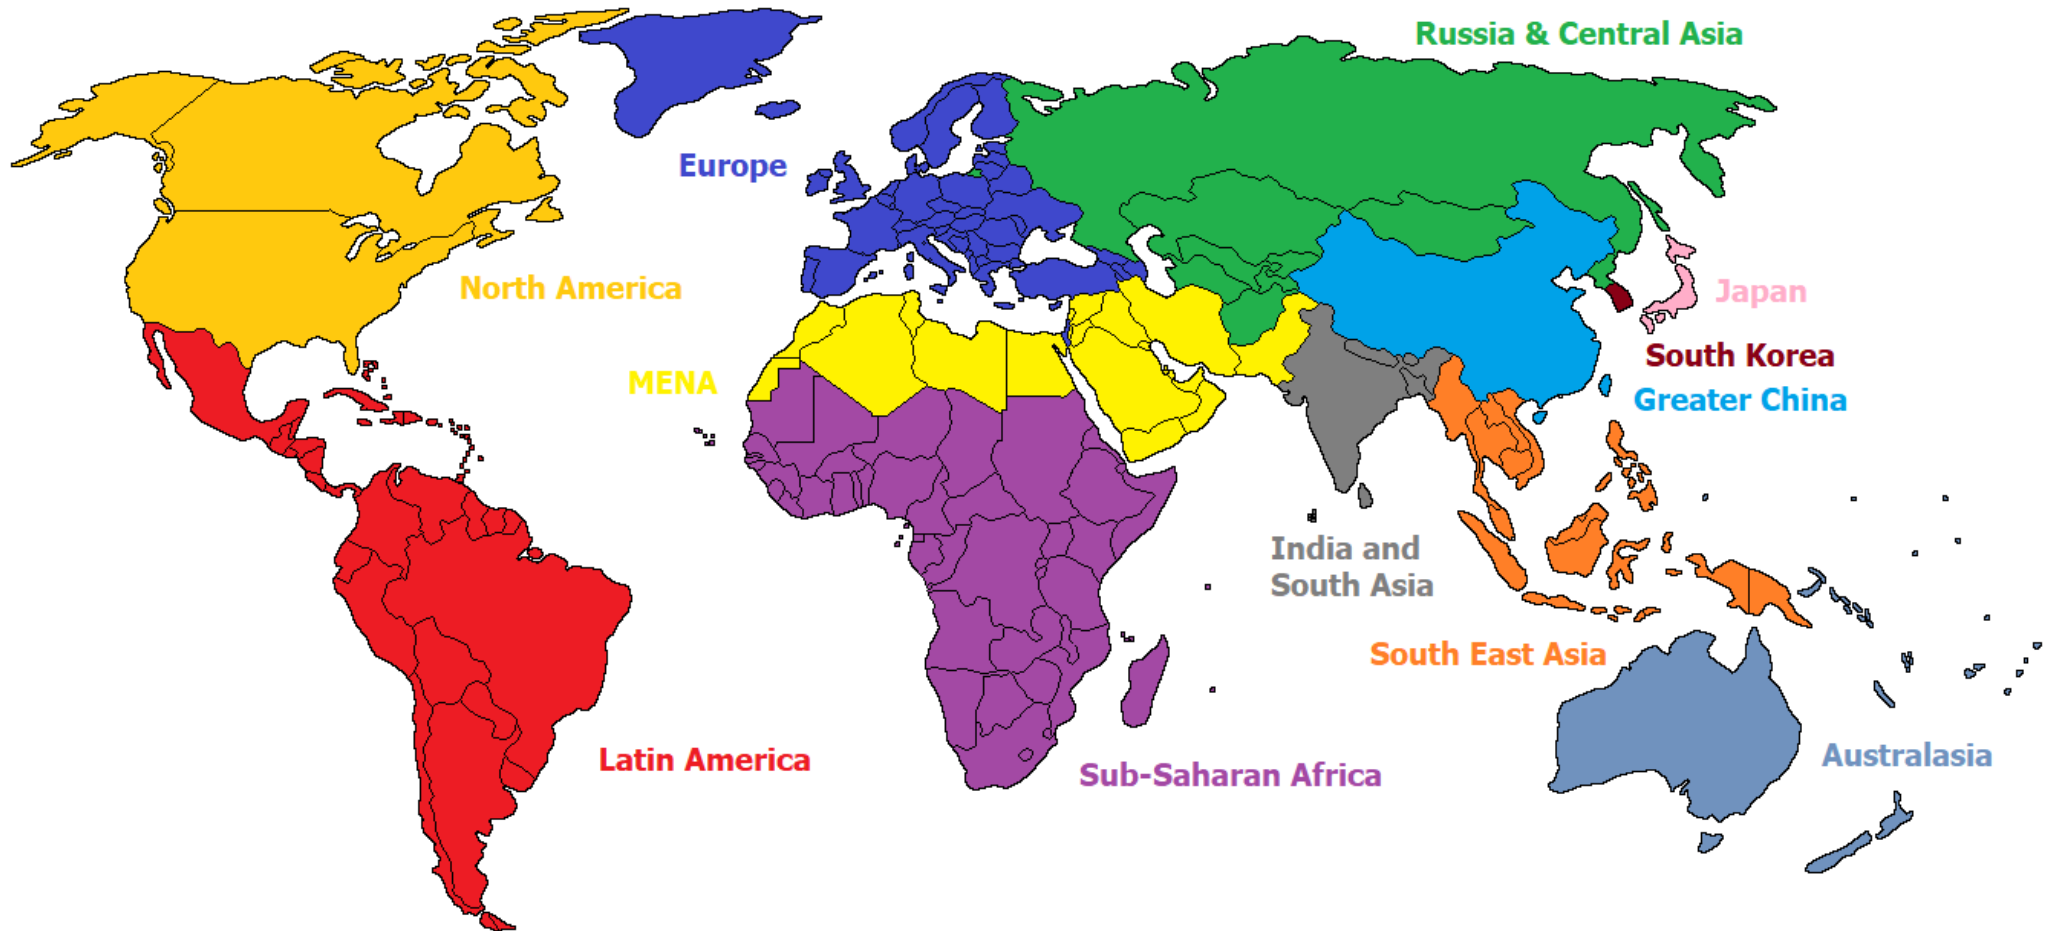 Russia & Central Asia
Europe
North America
Japan
South Korea
MENA
Greater China
India and
South Asia
South East Asia
Latin America
Australasia
Sub-Saharan Africa